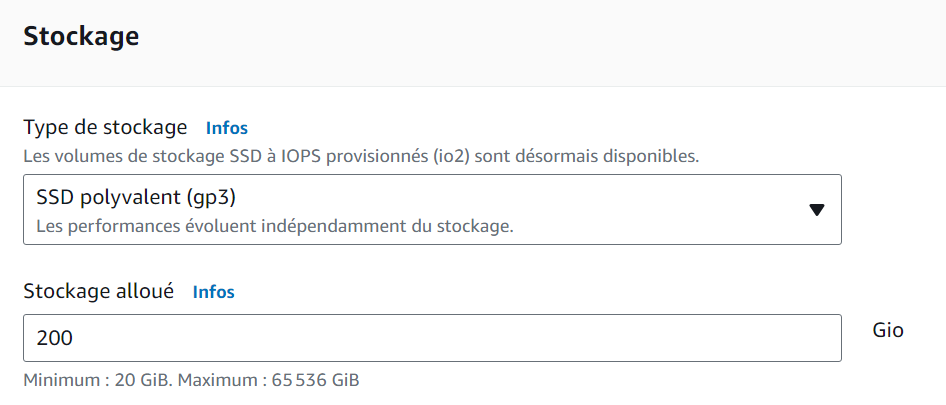 Stockage
Type de stockage Infos
Les volumes de stockage SSD à IOPS provisionnés (io2) sont désormais disponibles.
SSD polyvalent (gp3)
Les performances évoluent indépendamment du stockage.
Stockage alloué Infos
200
Gio
Minimum : 20 GiB. Maximum : 65 536 GiB